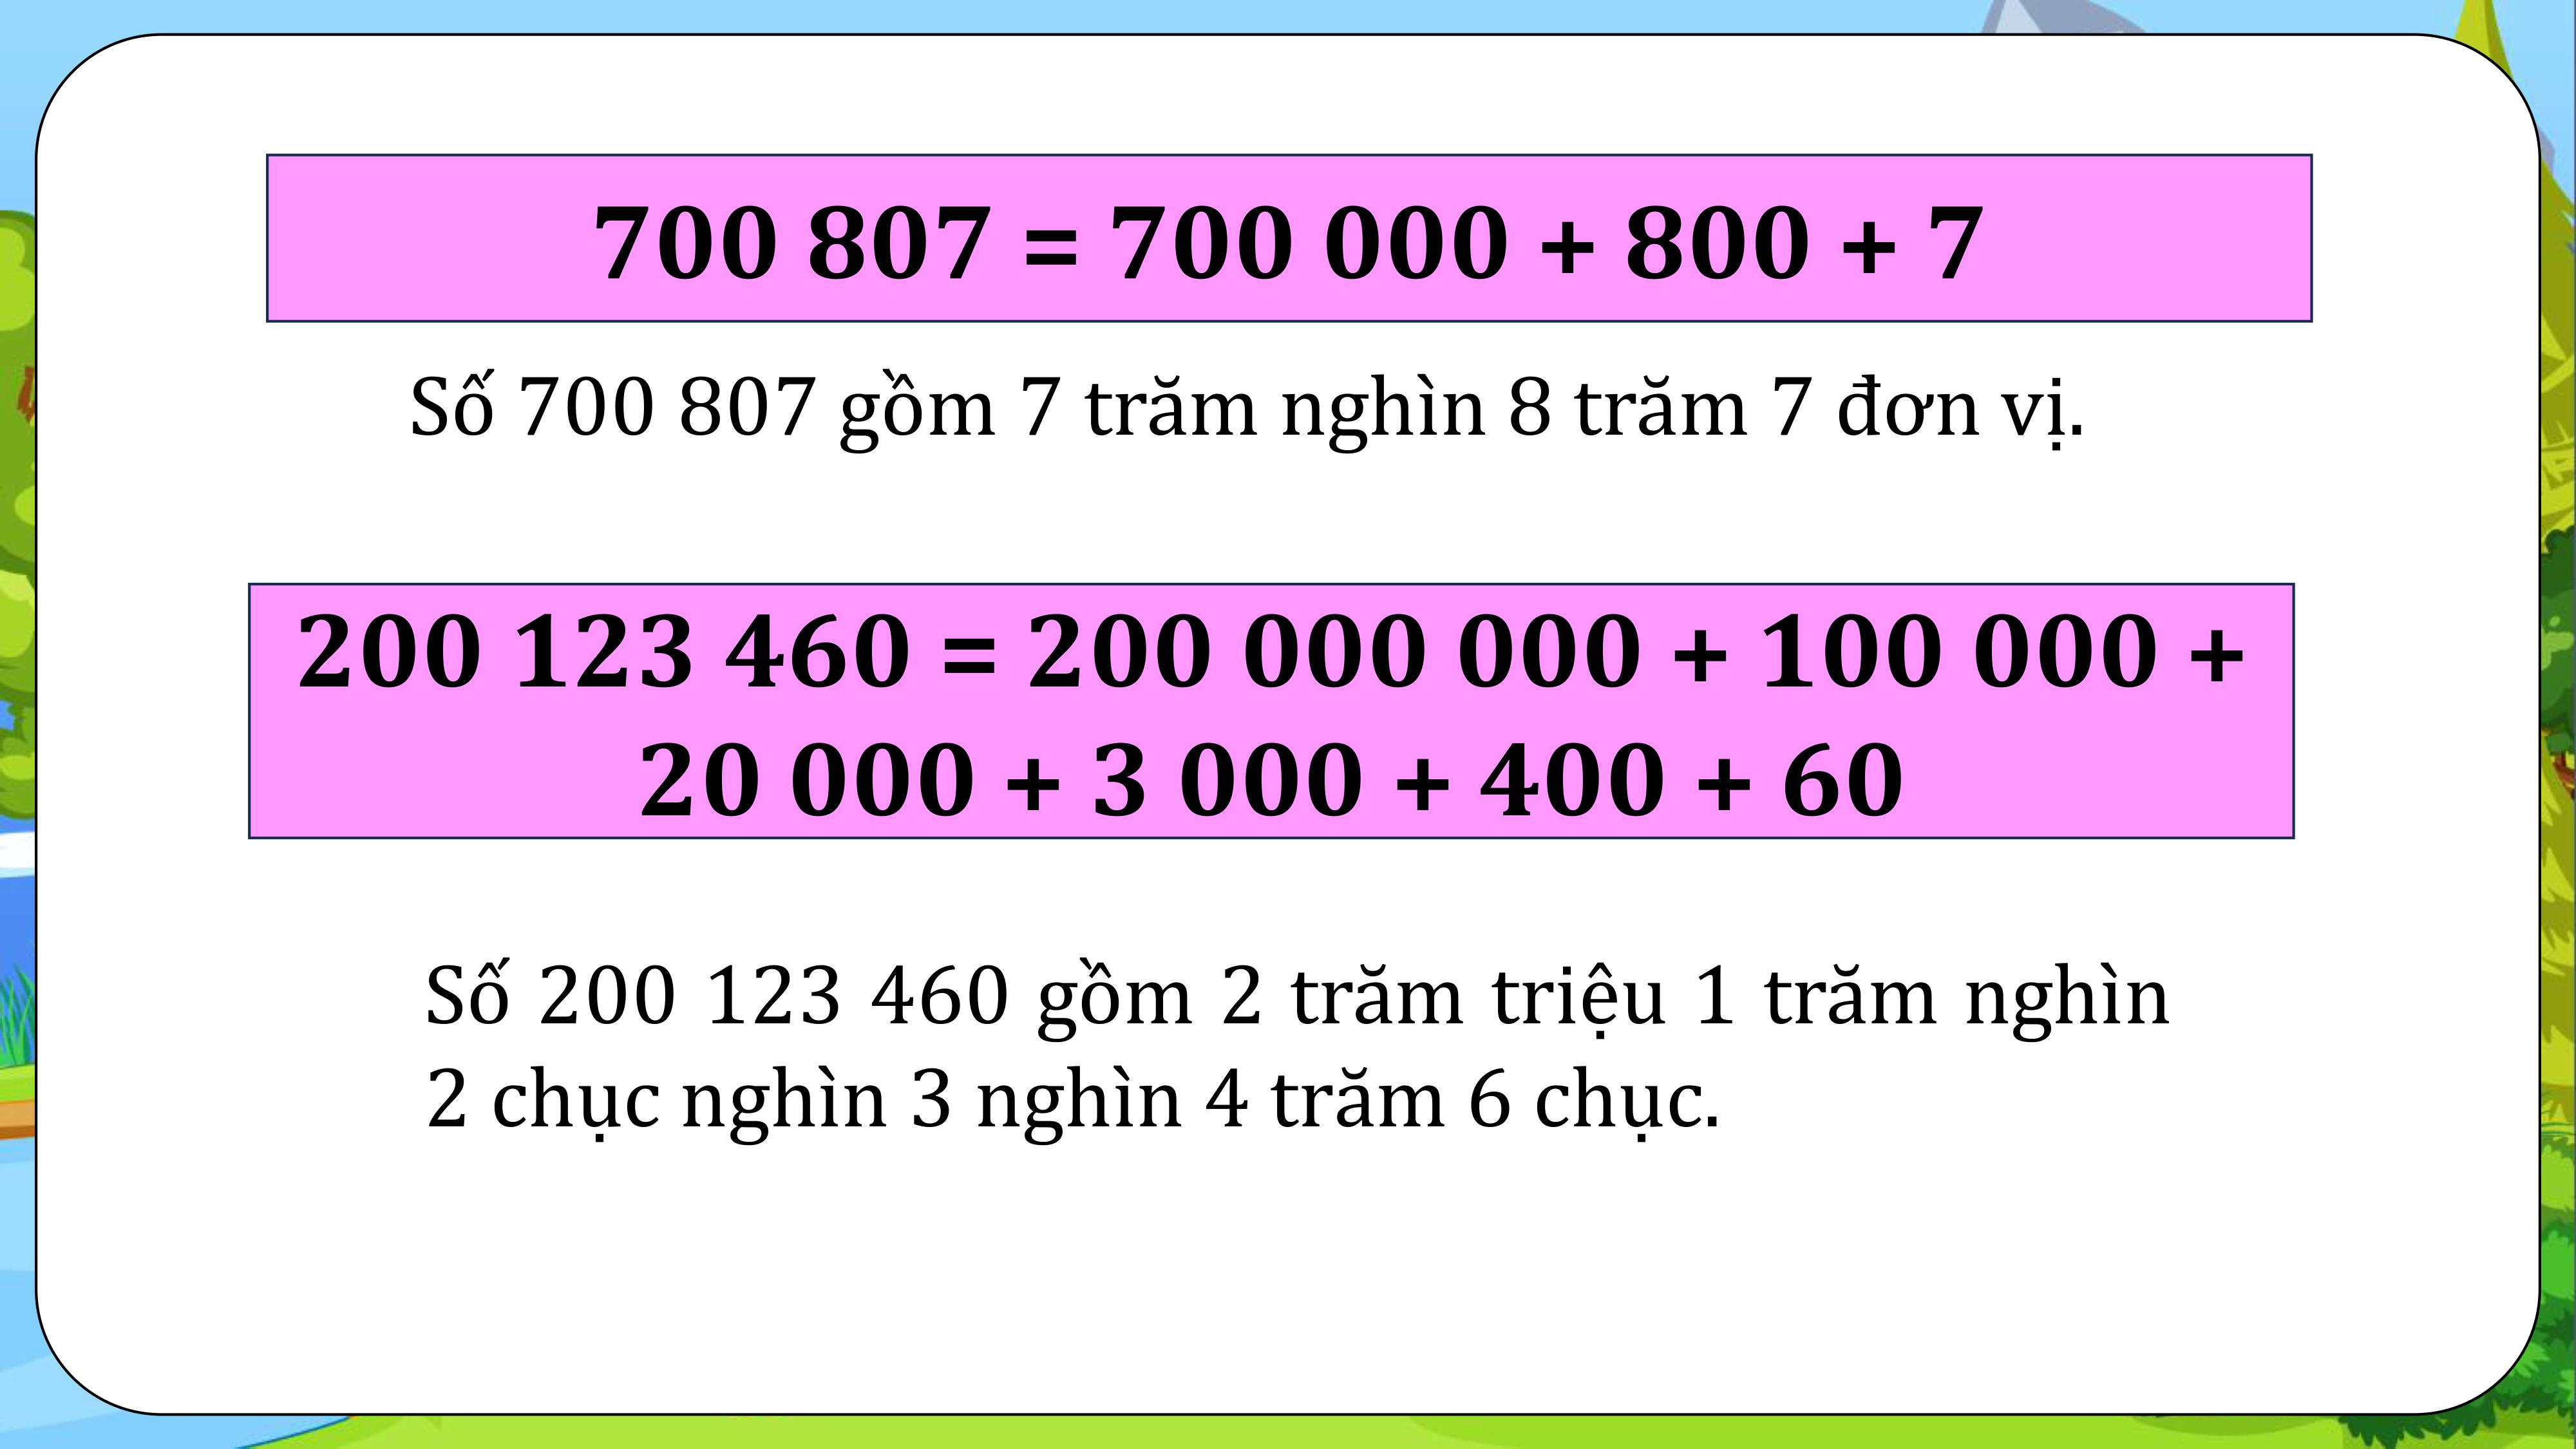 700 807 = 700 000 + 800 + 7
Số 700 807 gồm 7 trăm nghìn 8 trăm 7 đơn vị.
200 123 460 = 200 000 000 + 100 000 +
20 000 + 3 000 + 400 + 60
Số 200 123 460 gồm 2 trăm triệu 1 trăm nghìn
2 chục nghìn 3 nghìn 4 trăm 6 chục.